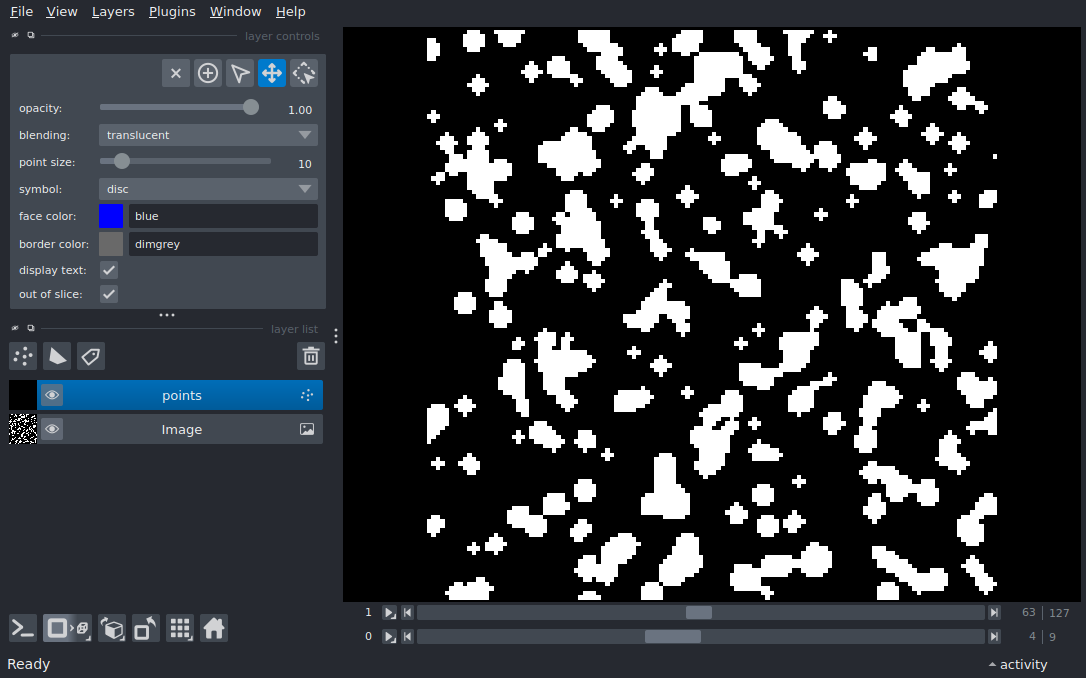 File View Layers Plugins Window Help
layer controls
opacity: 1.00
blending: translucent
point size: 10
symbol: disc
face color: blue
border color: dimgrey
display text:
out of slice:
layer list
points
Image
1 63 127
0 4 9
Ready activity